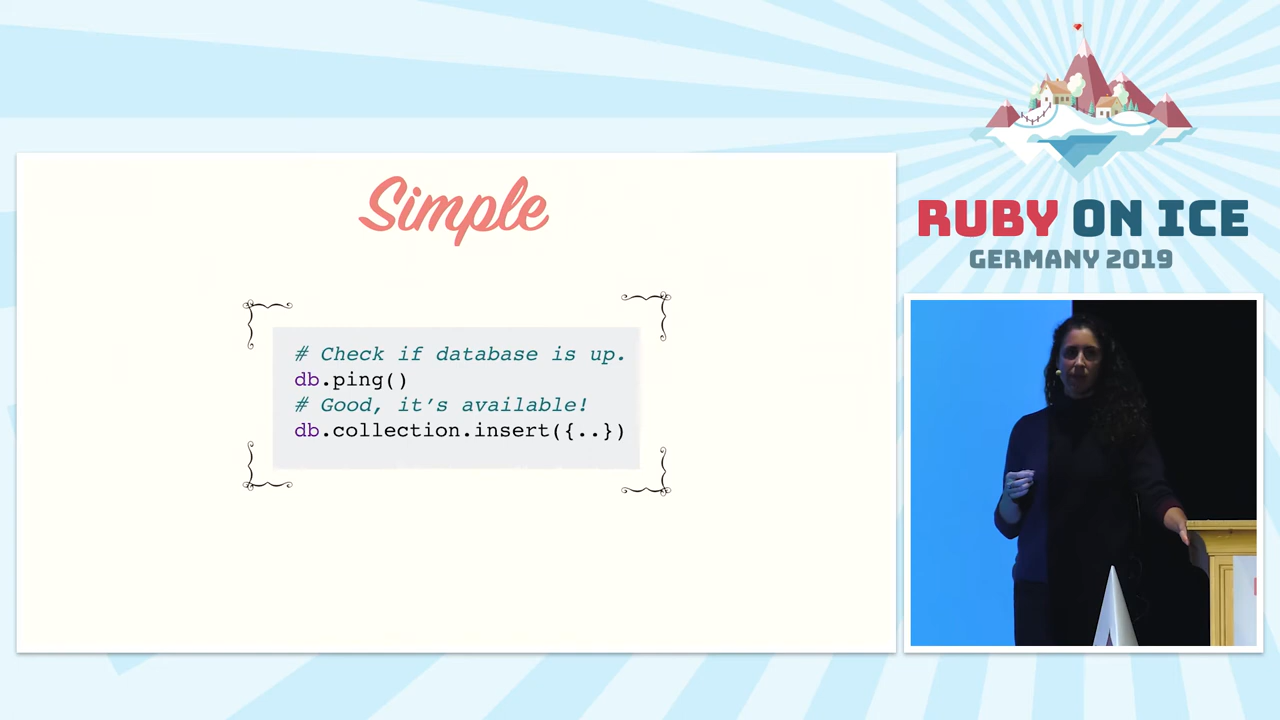 Simple
# Check if database is up.
db.ping()
# Good, it’s available!
db.collection.insert({..})
RUBY ON ICE
GERMANY 2019